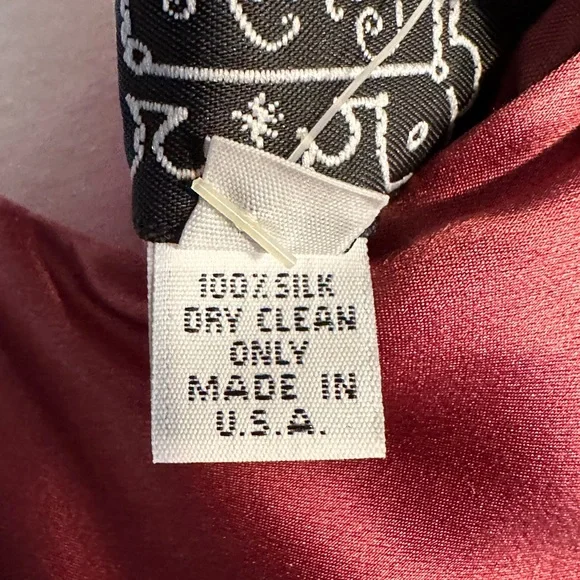 100% SILK
DRY CLEAN
ONLY
MADE IN
U.S.A.